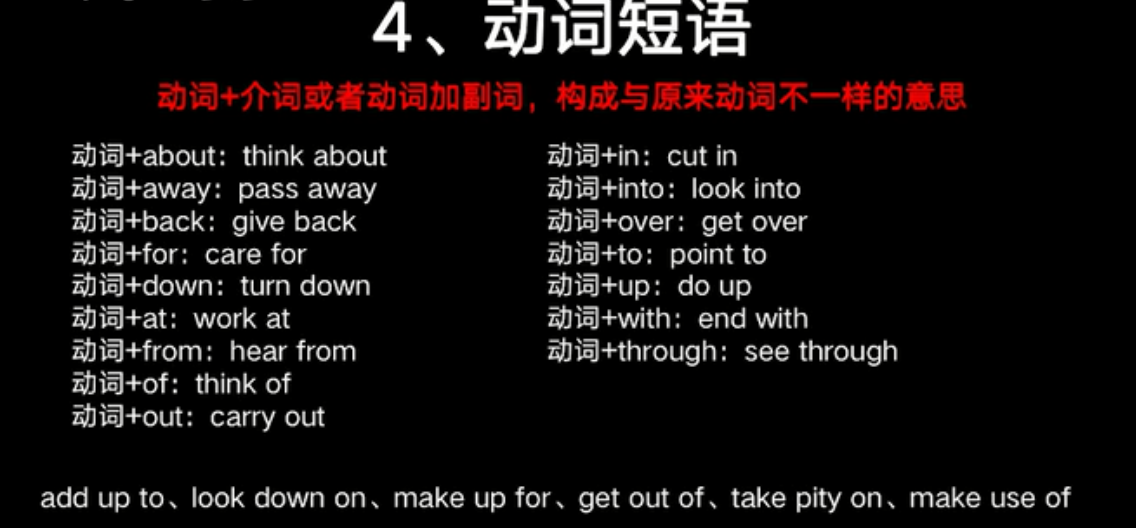 4、动词短语
动词+介词或者动词加副词，构成与原来动词不一样的意思
动词+about：think about
动词+away：pass away
动词+back：give back
动词+for：care for
动词+down：turn down
动词+at：work at
动词+from：hear from
动词+of：think of
动词+out：carry out
动词+in：cut in
动词+into：look into
动词+over：get over
动词+to：point to
动词+up：do up
动词+with：end with
动词+through：see through
add up to、look down on、make up for、get out of、take pity on、make use of